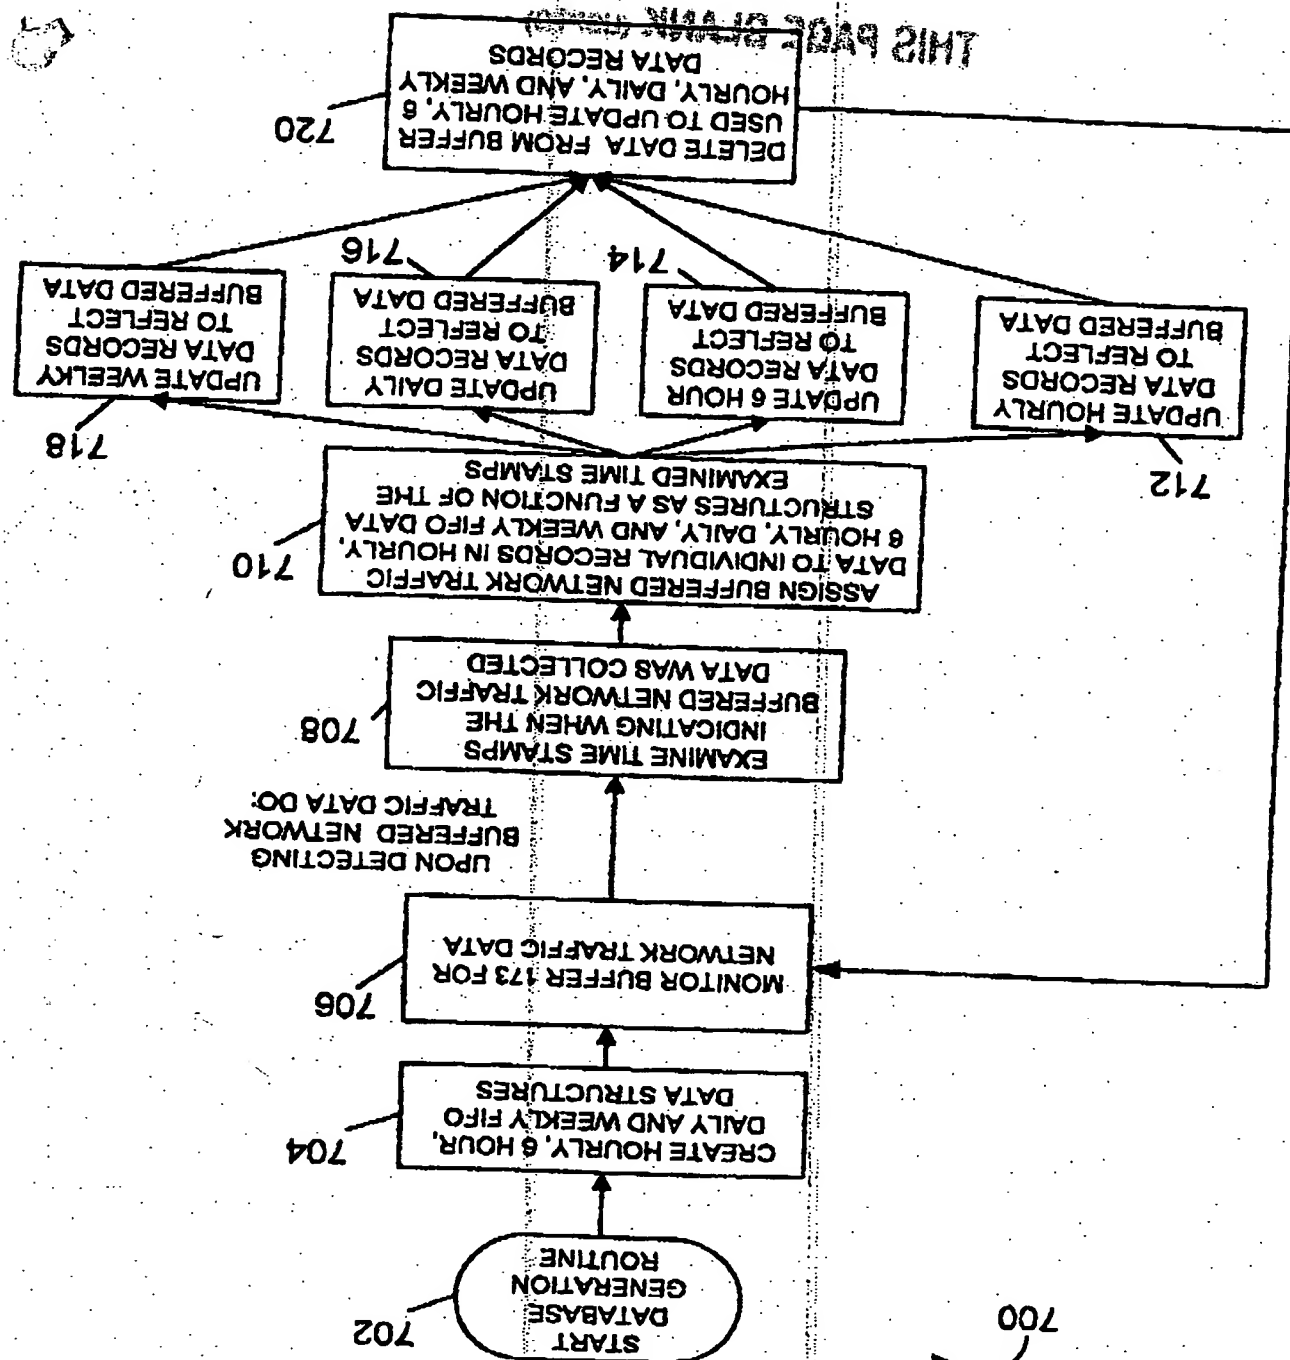 700
START
DATABASE
GENERATION
ROUTINE
702
CREATE HOURLY, 6 HOUR,
DAILY AND WEEKLY FIFO
DATA STRUCTURES
704
MONITOR BUFFER 173 FOR
NETWORK TRAFFIC DATA
706
UPON DETECTING
BUFFERED NETWORK
TRAFFIC DATA DO:
EXAMINE TIME STAMPS
INDICATING WHEN THE
BUFFERED NETWORK TRAFFIC
DATA WAS COLLECTED
708
ASSIGN BUFFERED NETWORK TRAFFIC
DATA TO INDIVIDUAL RECORDS IN HOURLY,
6 HOURLY, DAILY, AND WEEKLY FIFO DATA
STRUCTURES AS A FUNCTION OF THE
EXAMINED TIME STAMPS
710
712
UPDATE HOURLY
DATA RECORDS
TO REFLECT
BUFFERED DATA
UPDATE 6 HOUR
DATA RECORDS
TO REFLECT
BUFFERED DATA
714
UPDATE DAILY
DATA RECORDS
TO REFLECT
BUFFERED DATA
716
718
UPDATE WEELKY
DATA RECORDS
TO REFLECT
BUFFERED DATA
DELETE DATA FROM BUFFER
USED TO UPDATE HOURLY, 6
HOURLY, DAILY, AND WEEKLY
DATA RECORDS
720
THIS PAGE BLANK (USPTO)